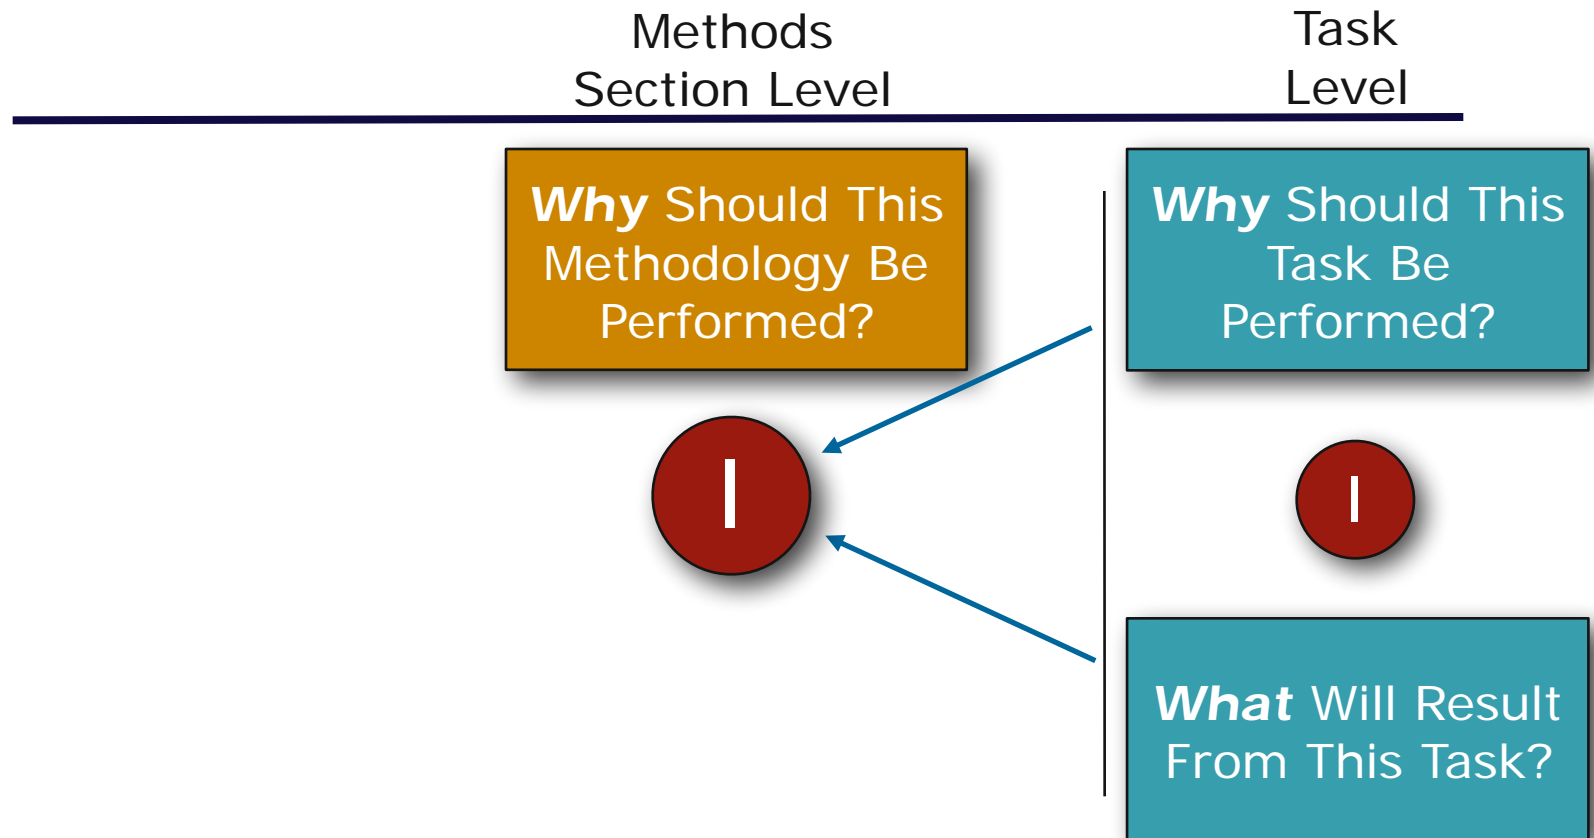 Methods
Section Level
Task
Level
Why Should This
Methodology Be
Performed?
Why Should This
Task Be
Performed?
I
I
What Will Result
From This Task?